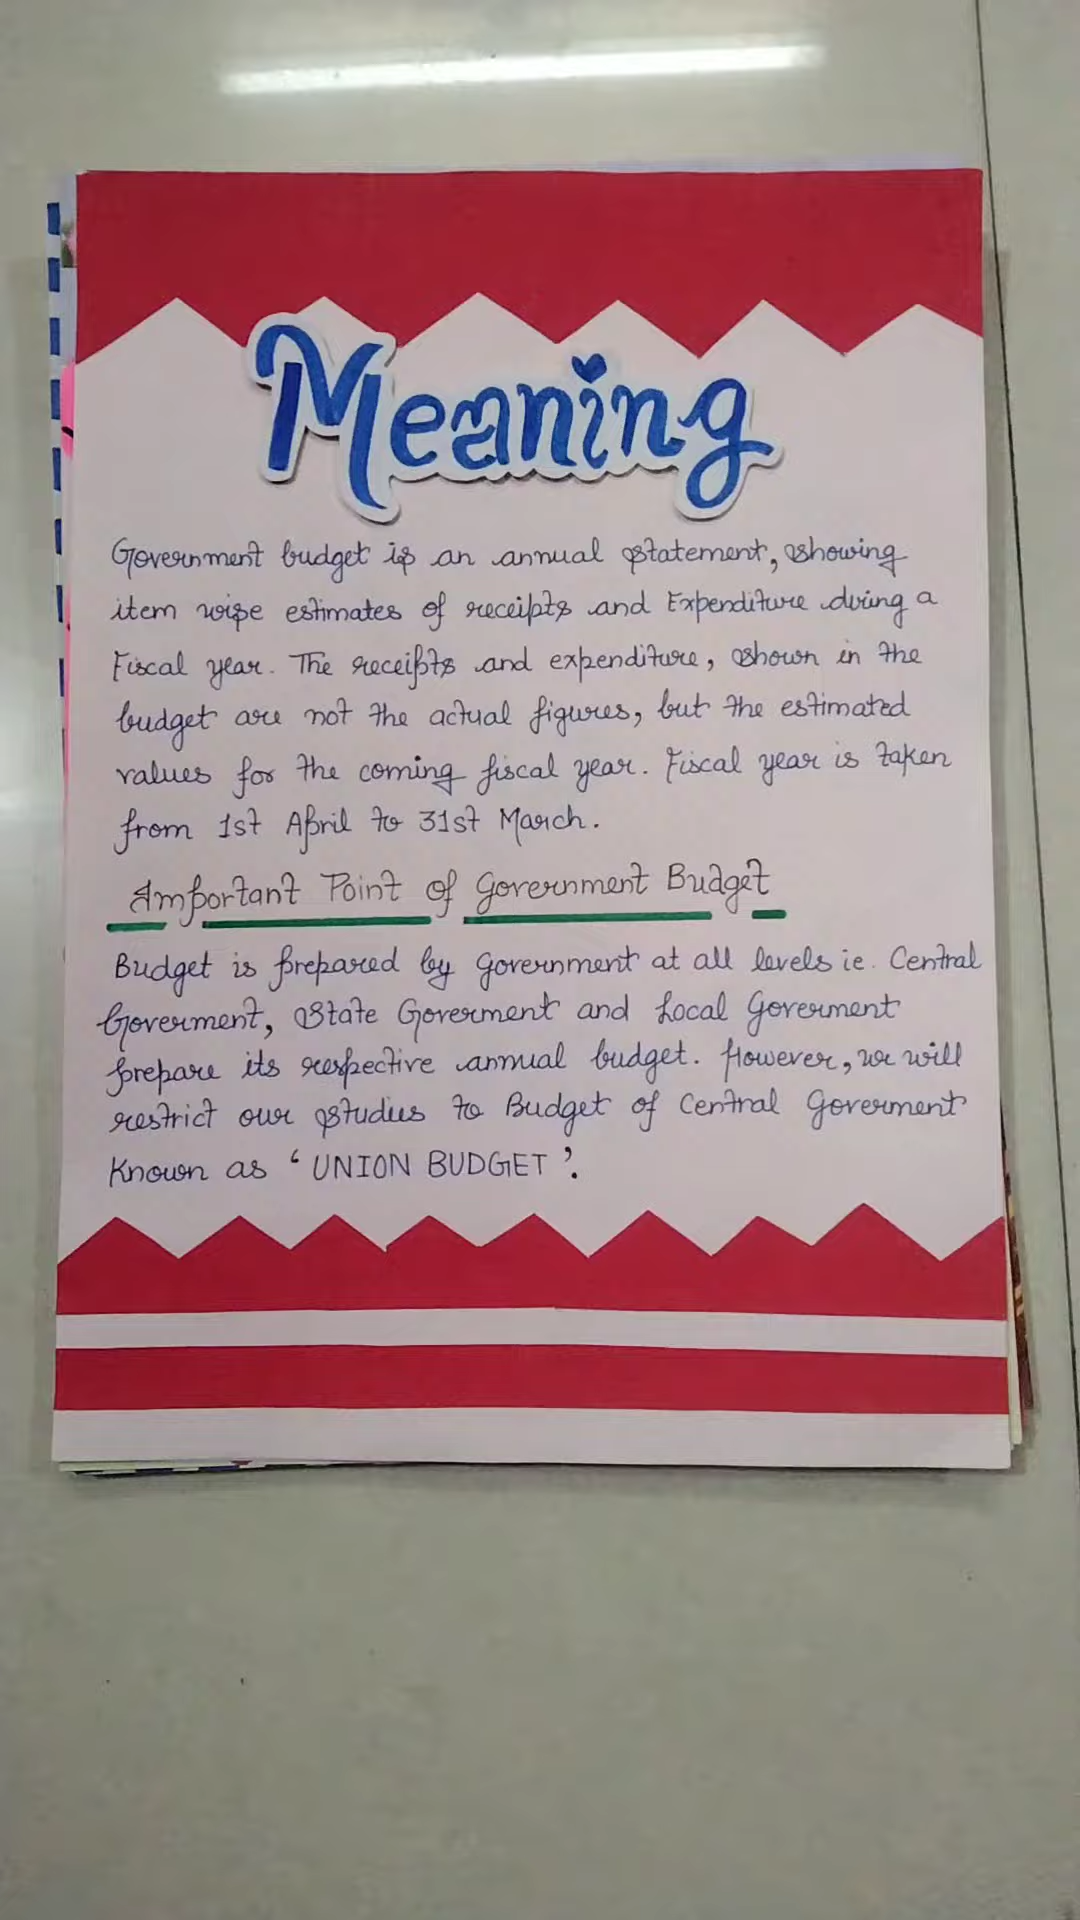 Meaning
Government budget is an annual statement, showing
item wise estimates of receipts and Expenditure during a
Fiscal year. The receipts and expenditure, shown in the
budget are not the actual figures, but the estimated
values for the coming fiscal year. Fiscal year is taken
from 1st April to 31st March.
Important Point of Government Budget
Budget is prepared by Government at all levels ie. Central
Goverment, State Goverment and Local Goverment
prepare its respective annual budget. However, we will
restrict our studies to Budget of Central Goverment
Known as ‘UNION BUDGET’.